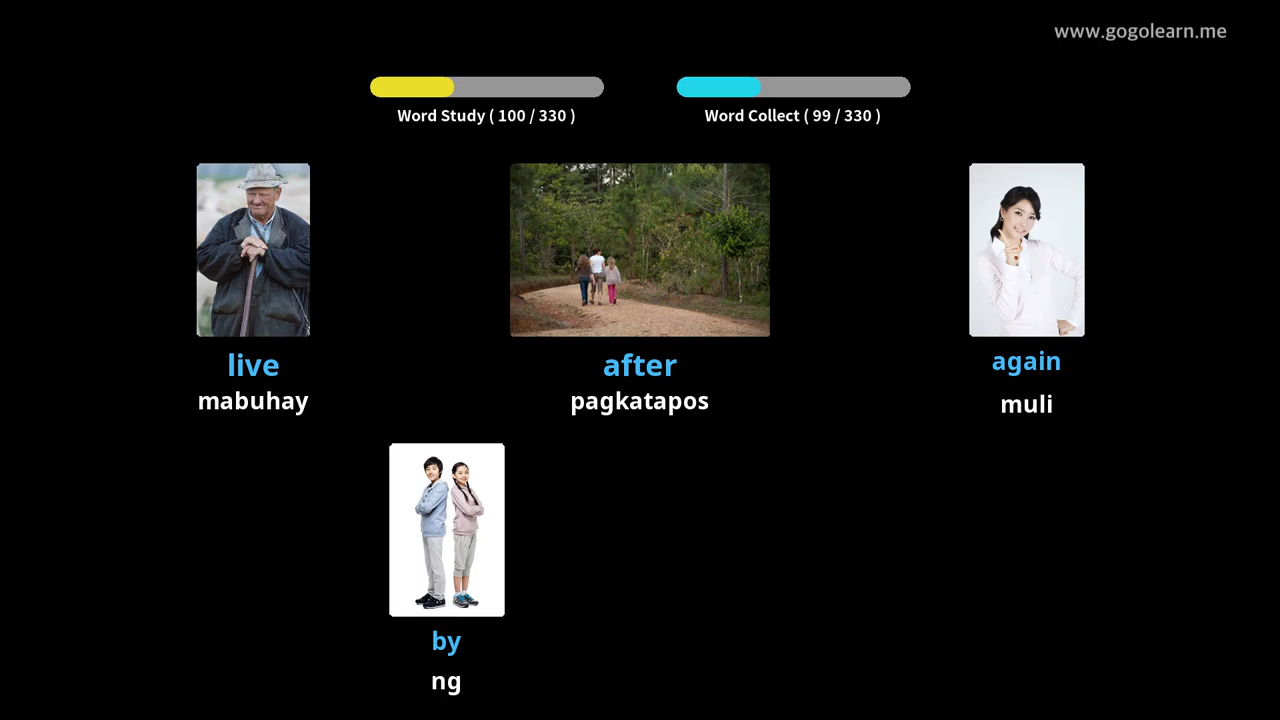 www.gogolearn.me
Word Study ( 100 / 330 )
Word Collect ( 99 / 330 )
live
mabuhay
after
pagkatapos
again
muli
by
ng